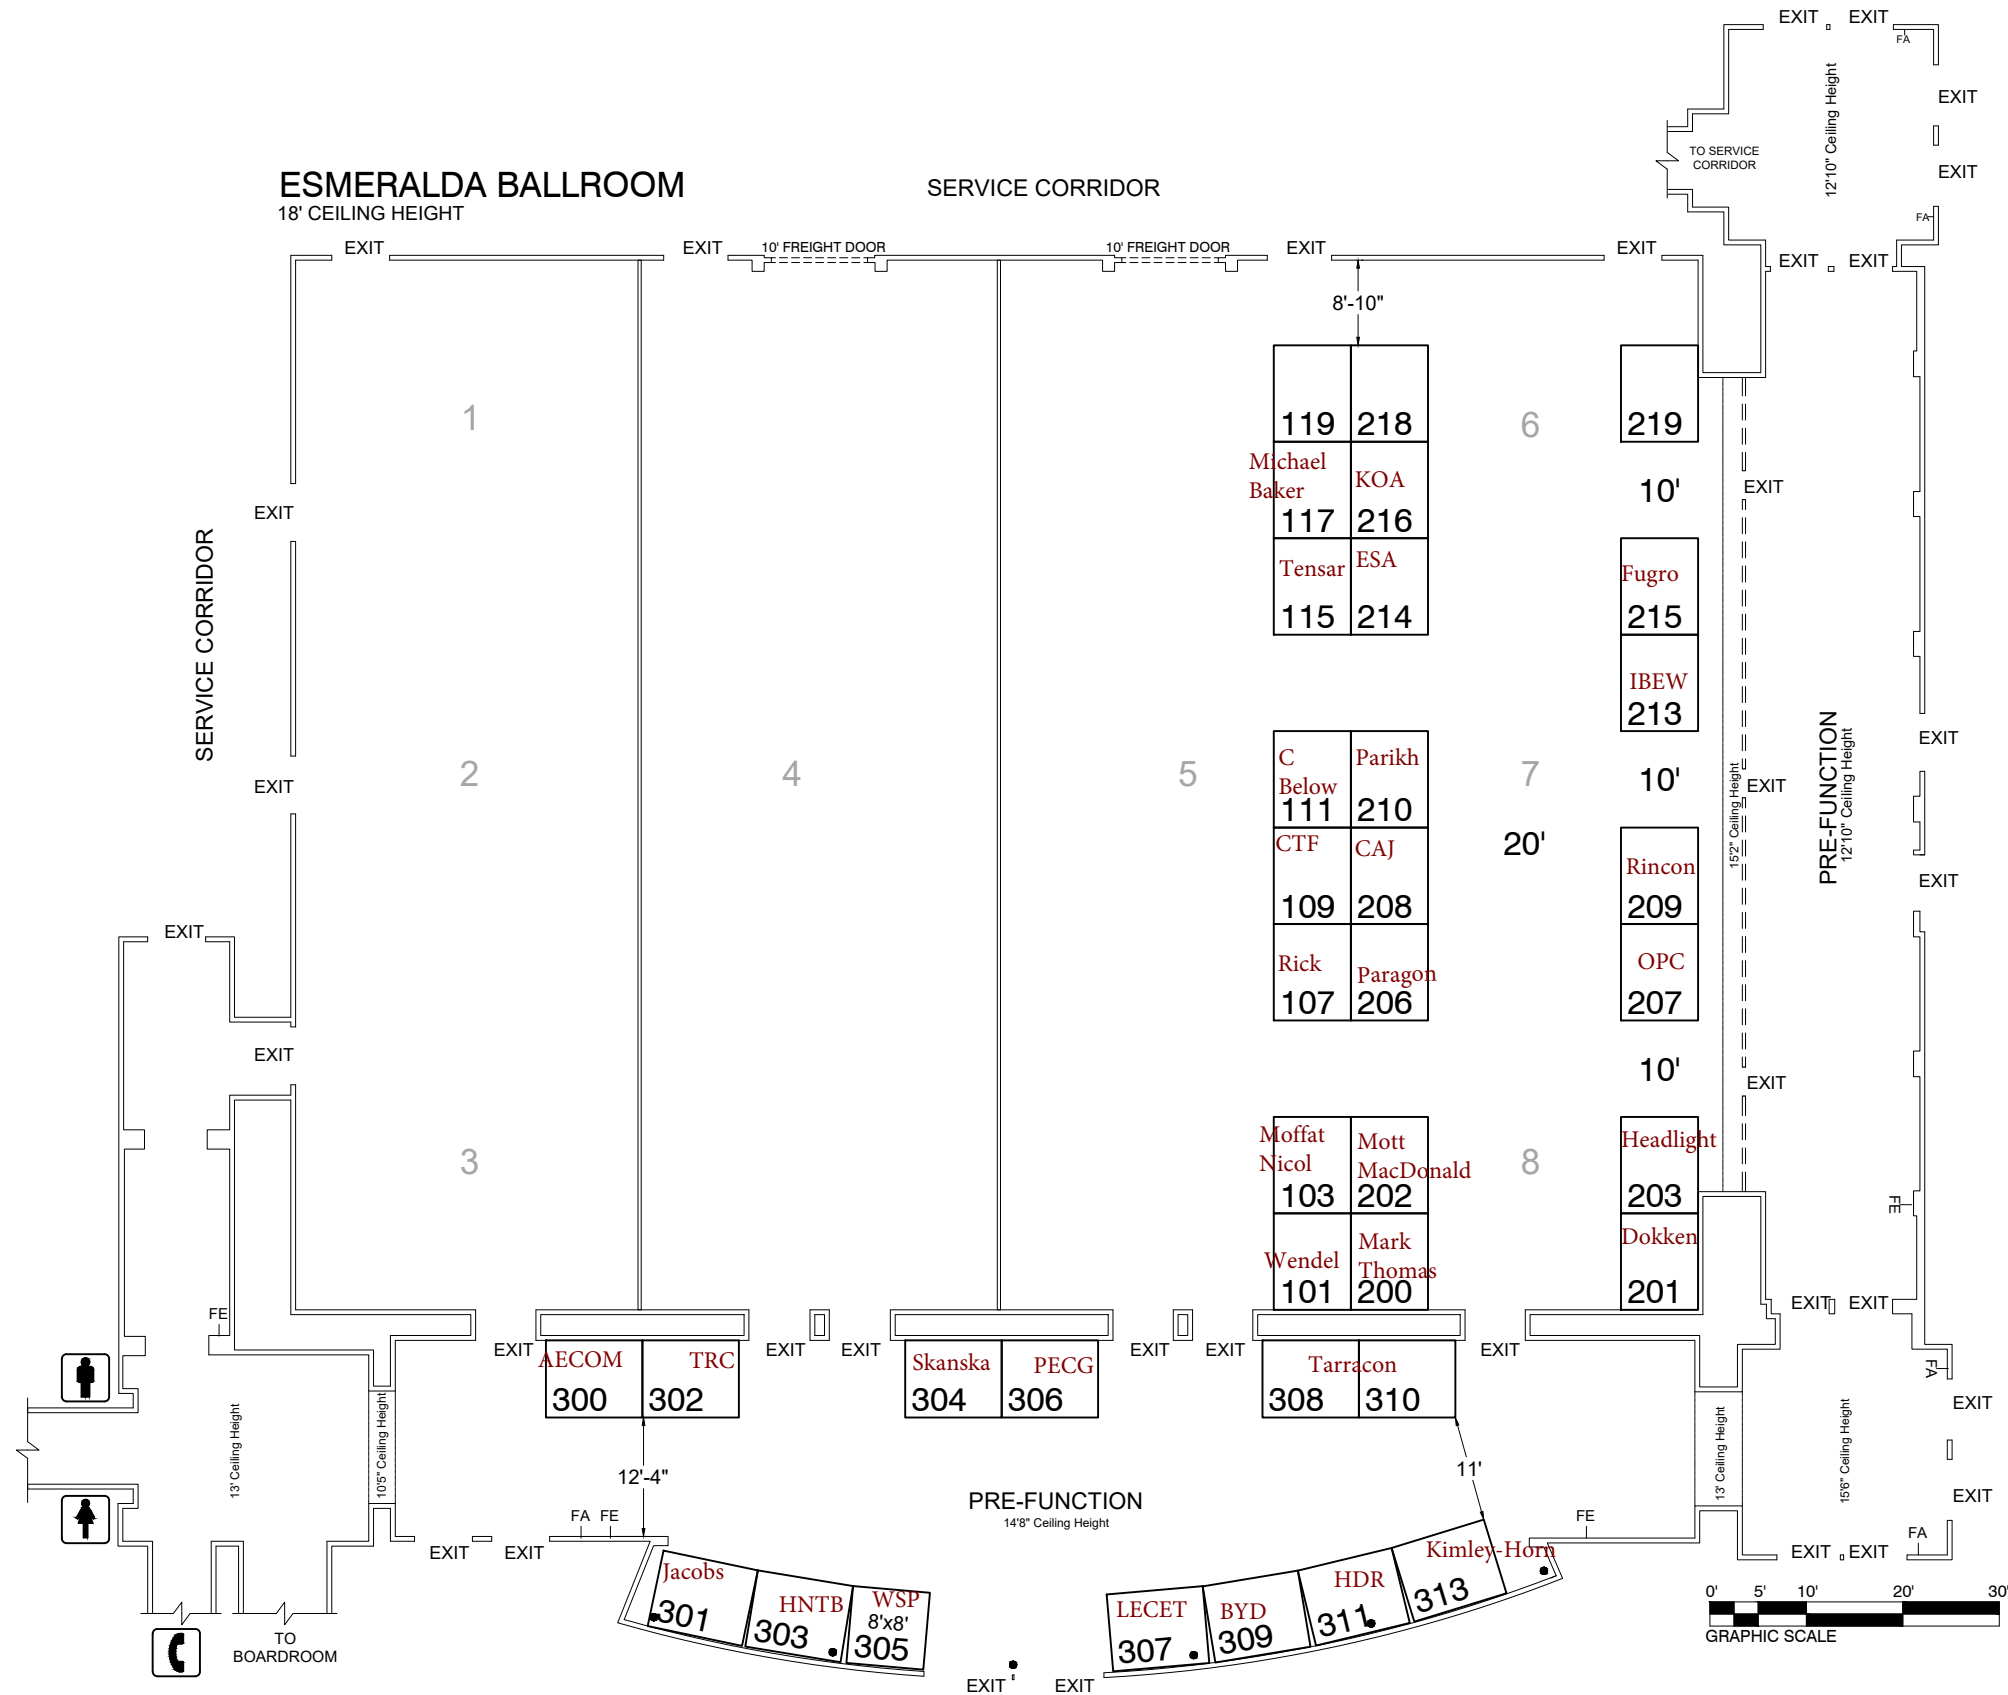 EXIT EXIT
FA
EXIT
12'10" Ceiling Height
TO SERVICE
CORRIDOR
EXIT
FA
ESMERALDA BALLROOM
18' CEILING HEIGHT
SERVICE CORRIDOR
EXIT EXIT 10' FREIGHT DOOR 10' FREIGHT DOOR EXIT EXIT EXIT EXIT
8'-10"
1 6
119 218 219
Michael
Baker
117
KOA
216
10'
EXIT
EXIT
SERVICE CORRIDOR
Tensar
115
ESA
214
Fugro
215
IBEW
213
EXIT
PRE-FUNCTION
12'10" Ceiling Height
15'2" Ceiling Height
2 4 5 7
EXIT
C
Below
111
Parikh
210
10'
EXIT
20'
CTF
109
CAJ
208
Rincon
209
EXIT
EXIT
Rick
107
Paragon
206
OPC
207
EXIT
10'
EXIT
3 8
Moffat
Nicol
103
Mott
MacDonald
202
Headlight
203
FE
Wendel
101
Mark
Thomas
200
Dokken
201
FE
EXIT EXIT
EXIT EXIT EXIT EXIT EXIT EXIT
AECOM
300
TRC
302
Skanska
304
PECG
306
Tarracon
308 310
FA
EXIT
13' Ceiling Height
10'5" Ceiling Height
12'-4"
11'
13' Ceiling Height
15'6" Ceiling Height
PRE-FUNCTION
14'8" Ceiling Height
EXIT
FA FE
FE
FA
EXIT EXIT
EXIT EXIT
Jacobs
301
HNTB
303
WSP
8'x8'
305
LECET
307
BYD
309
HDR
311
Kimley-Horn
313
0' 5' 10' 20' 30'
GRAPHIC SCALE
TO
BOARDROOM
EXIT EXIT